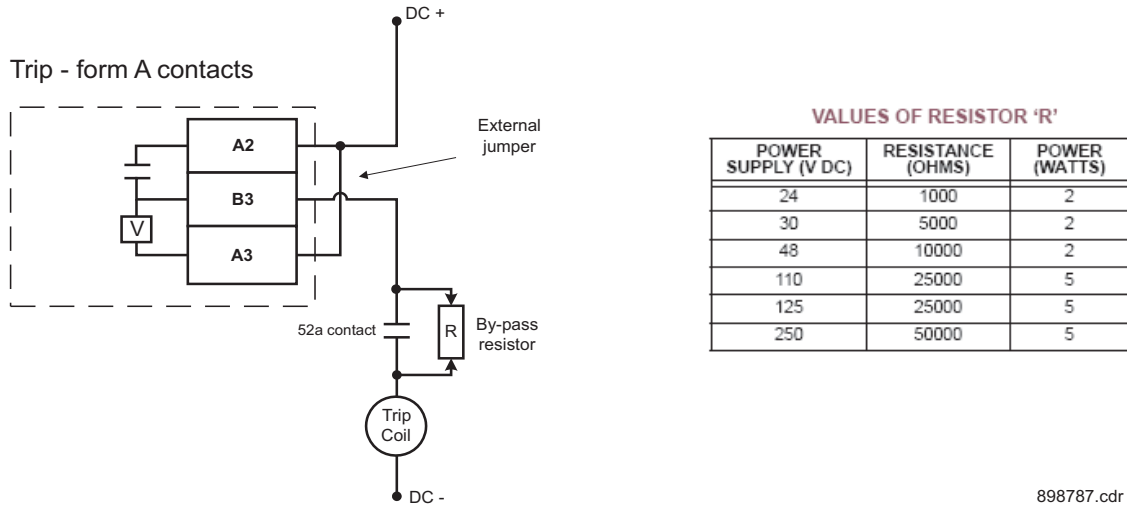 DC +
Trip - form A contacts
A2
B3
A3
V
External
jumper
52a contact
R
By-pass
resistor
Trip
Coil
DC -
VALUES OF RESISTOR ‘R’
POWER SUPPLY (V DC) RESISTANCE (OHMS) POWER (WATTS)
24 1000 2
30 5000 2
48 10000 2
110 25000 5
125 25000 5
250 50000 5
898787.cdr